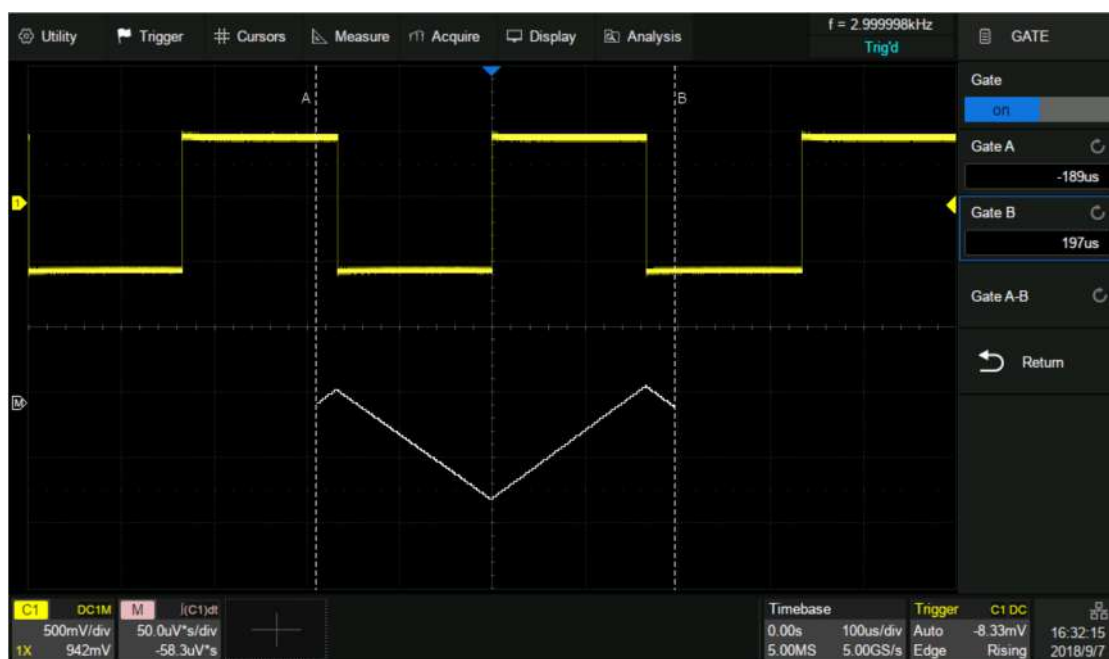 Utility
Trigger
Cursors
Measure
Acquire
Display
Analysis
f = 2.999998kHz
Trig'd
GATE
Gate
on
Gate A
-189us
Gate B
197us
Gate A-B
Return
A
B
1
M
C1 DC1M
500mV/div
1X 942mV
M ∫(C1)dt
50.0uV*s/div
-58.3uV*s
Timebase
0.00s 100us/div
5.00MS 5.00GS/s
Trigger C1 DC
Auto -8.33mV
Edge Rising
16:32:15
2018/9/7